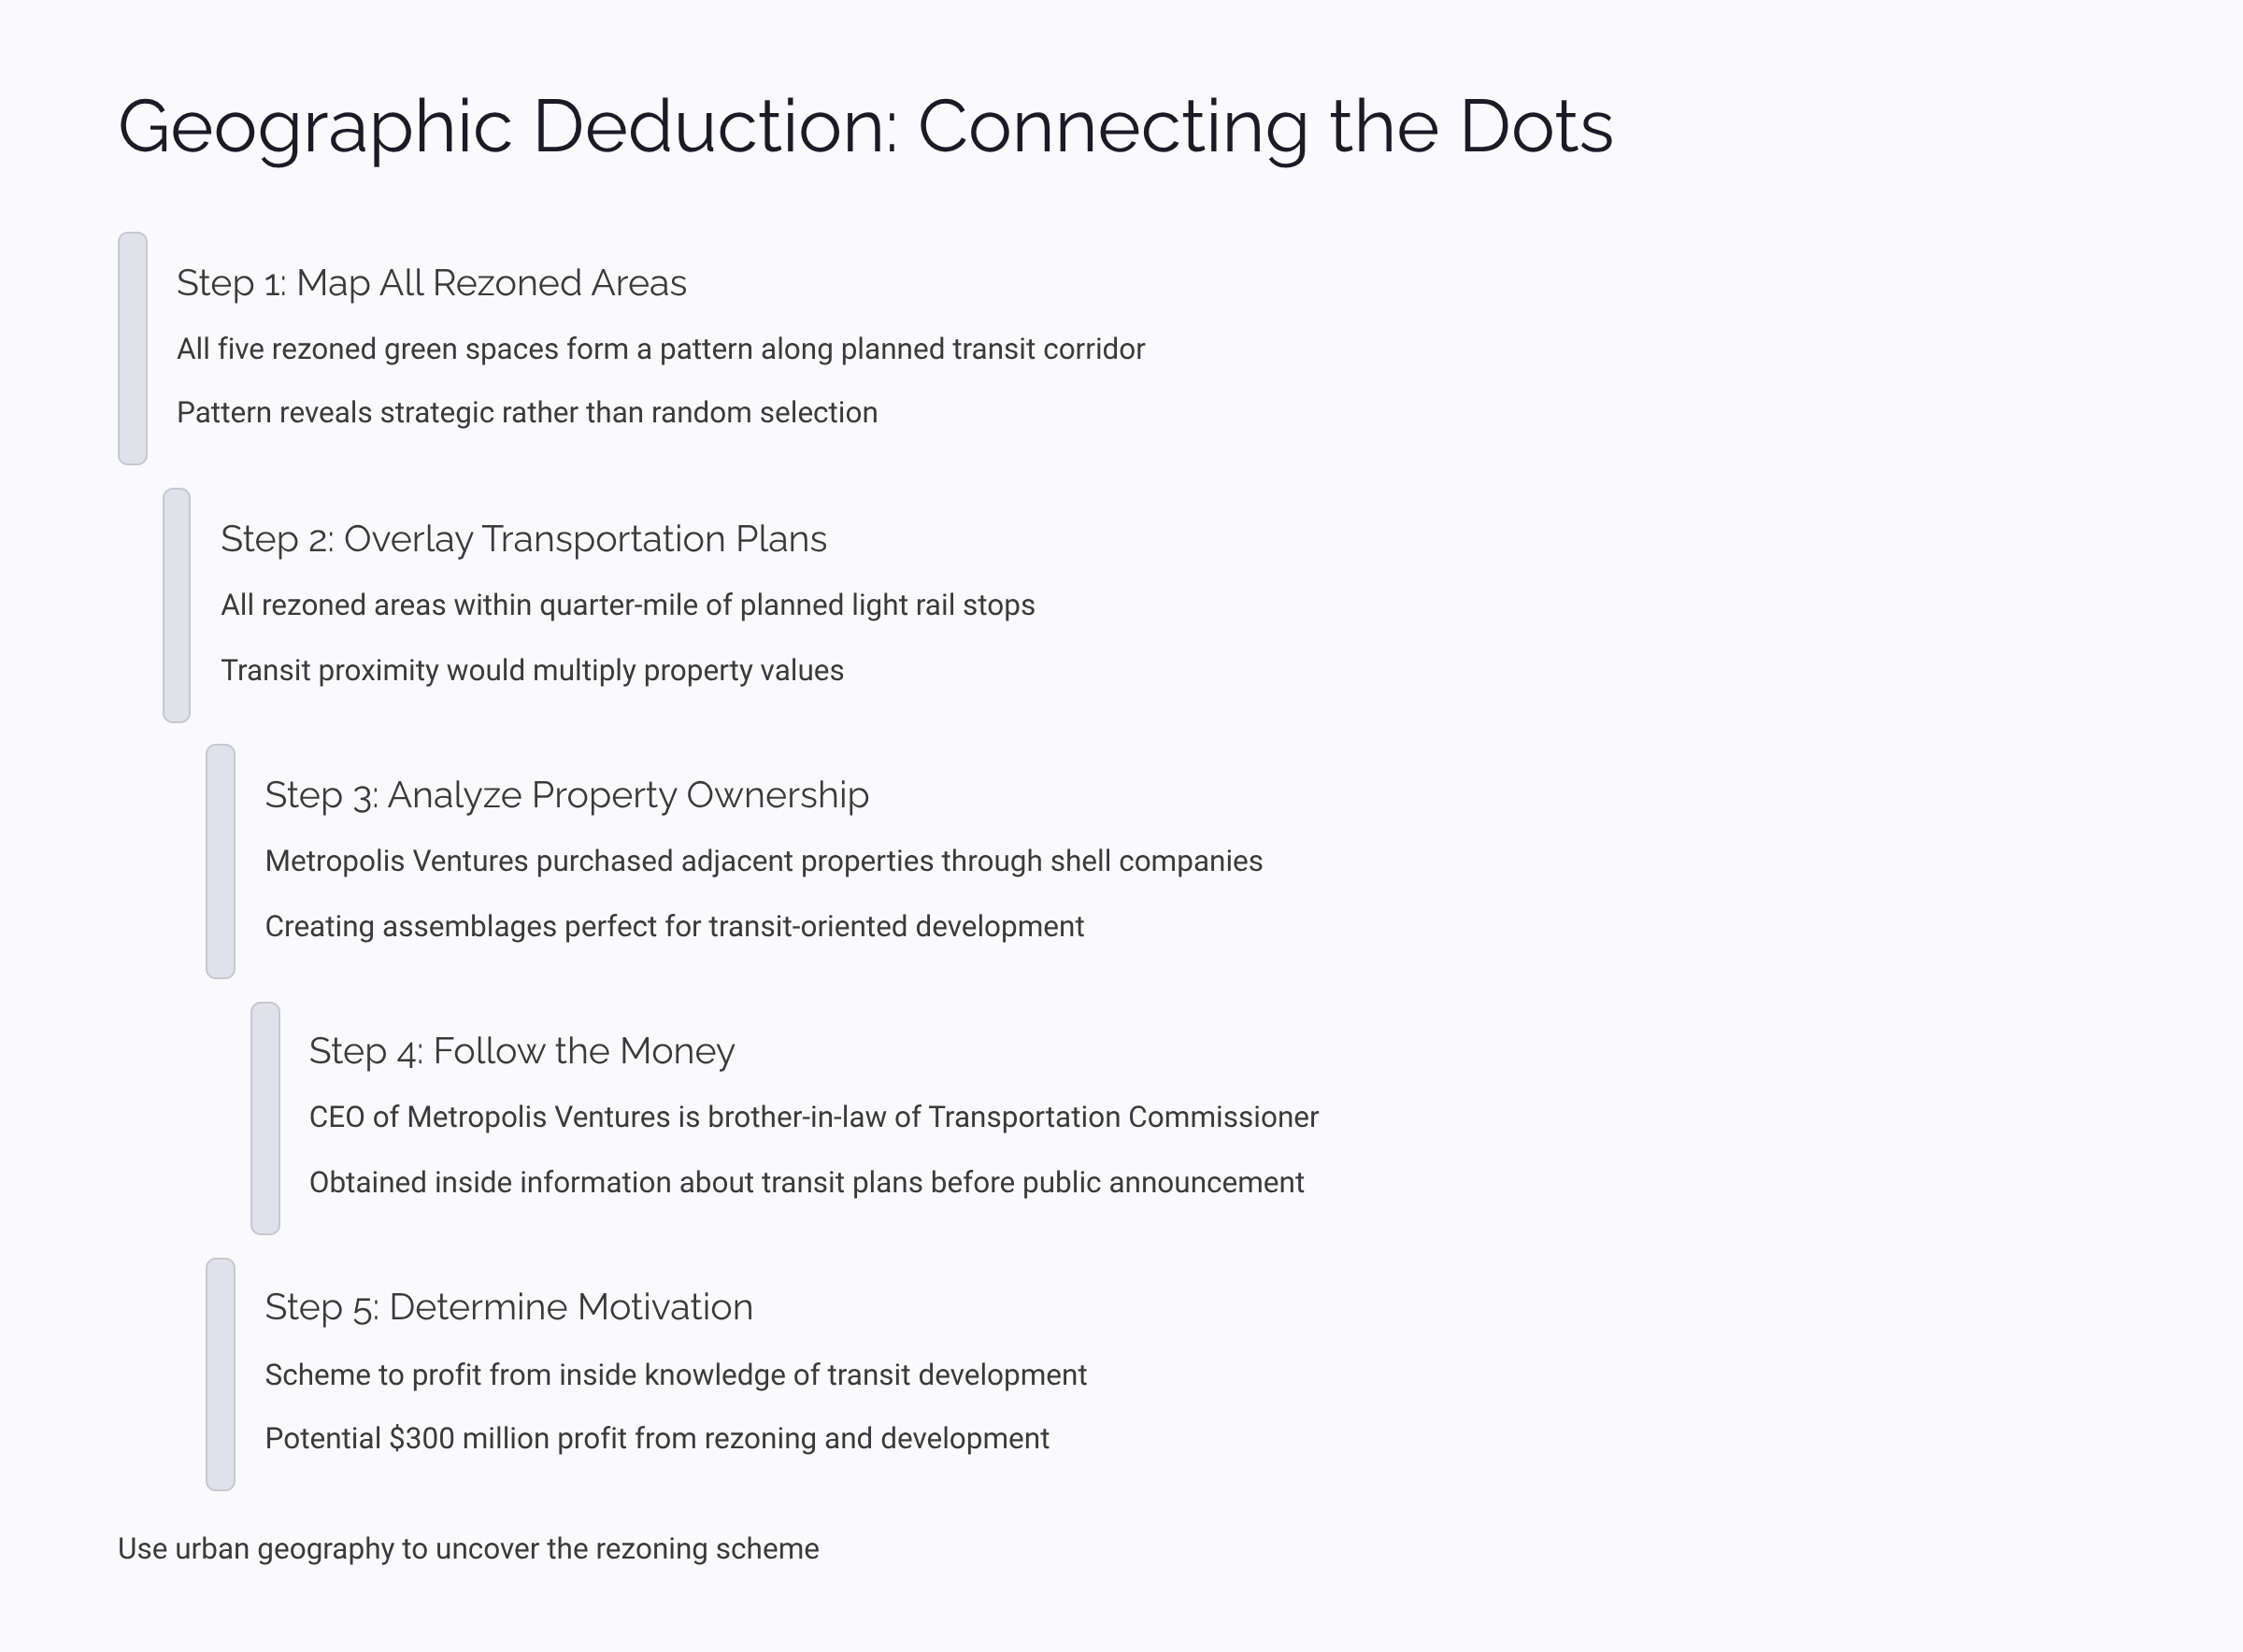 Geographic Deduction: Connecting the Dots
Step 1: Map All Rezoned Areas
All five rezoned green spaces form a pattern along planned transit corridor
Pattern reveals strategic rather than random selection
Step 2: Overlay Transportation Plans
All rezoned areas within quarter-mile of planned light rail stops
Transit proximity would multiply property values
Step 3: Analyze Property Ownership
Metropolis Ventures purchased adjacent properties through shell companies
Creating assemblages perfect for transit-oriented development
Step 4: Follow the Money
CEO of Metropolis Ventures is brother-in-law of Transportation Commissioner
Obtained inside information about transit plans before public announcement
Step 5: Determine Motivation
Scheme to profit from inside knowledge of transit development
Potential $300 million profit from rezoning and development
Use urban geography to uncover the rezoning scheme